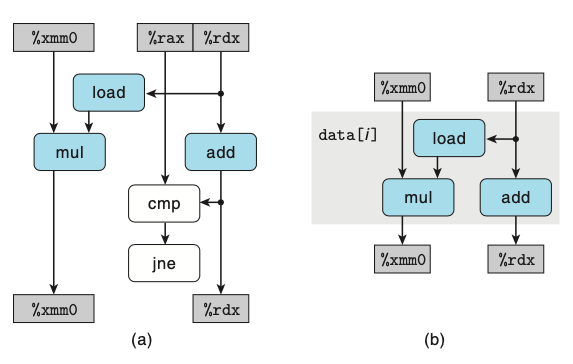 %xmm0 %rax %rdx
load
mul add
cmp
jne
%xmm0 %rdx
(a)
%xmm0 %rdx
data[i] load
mul add
%xmm0 %rdx
(b)